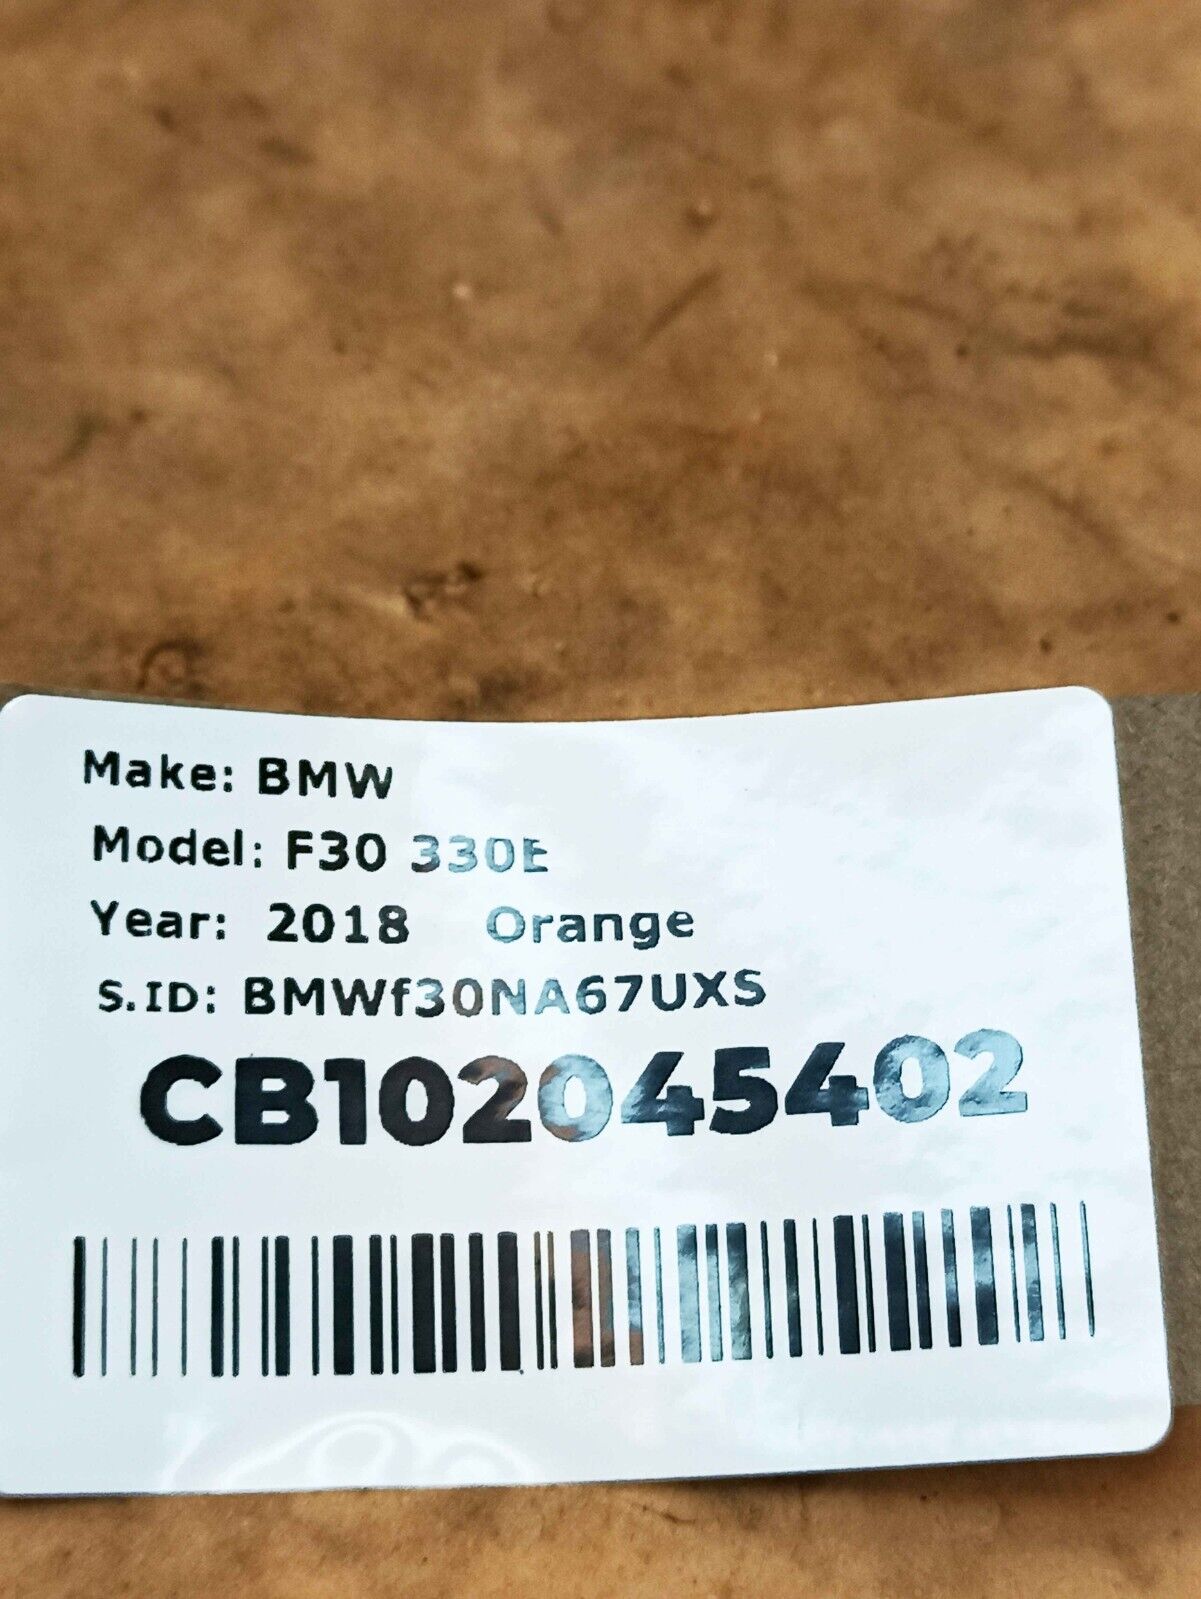 Make: BMW
Model: F30 330E
Year: 2018 Orange
S.ID: BMWf30NA67UXS
CB102045402